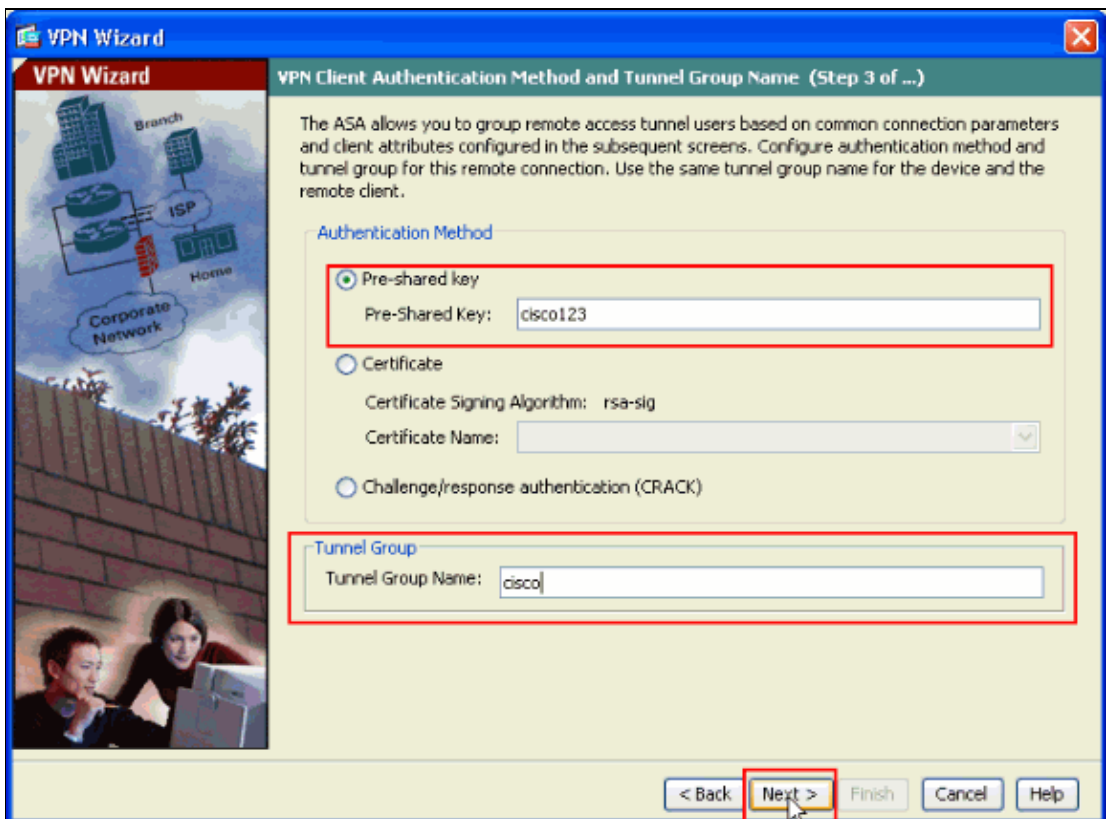 VPN Wizard
VPN Wizard
Branch
ISP
Home
Corporate
Network
VPN Client Authentication Method and Tunnel Group Name (Step 3 of ...)
The ASA allows you to group remote access tunnel users based on common connection parameters
and client attributes configured in the subsequent screens. Configure authentication method and
tunnel group for this remote connection. Use the same tunnel group name for the device and the
remote client.
Authentication Method
Pre-shared key
Pre-Shared Key: cisco123
Certificate
Certificate Signing Algorithm: rsa-sig
Certificate Name:
Challenge/response authentication (CRACK)
Tunnel Group
Tunnel Group Name: cisco
< Back Next > Finish Cancel Help